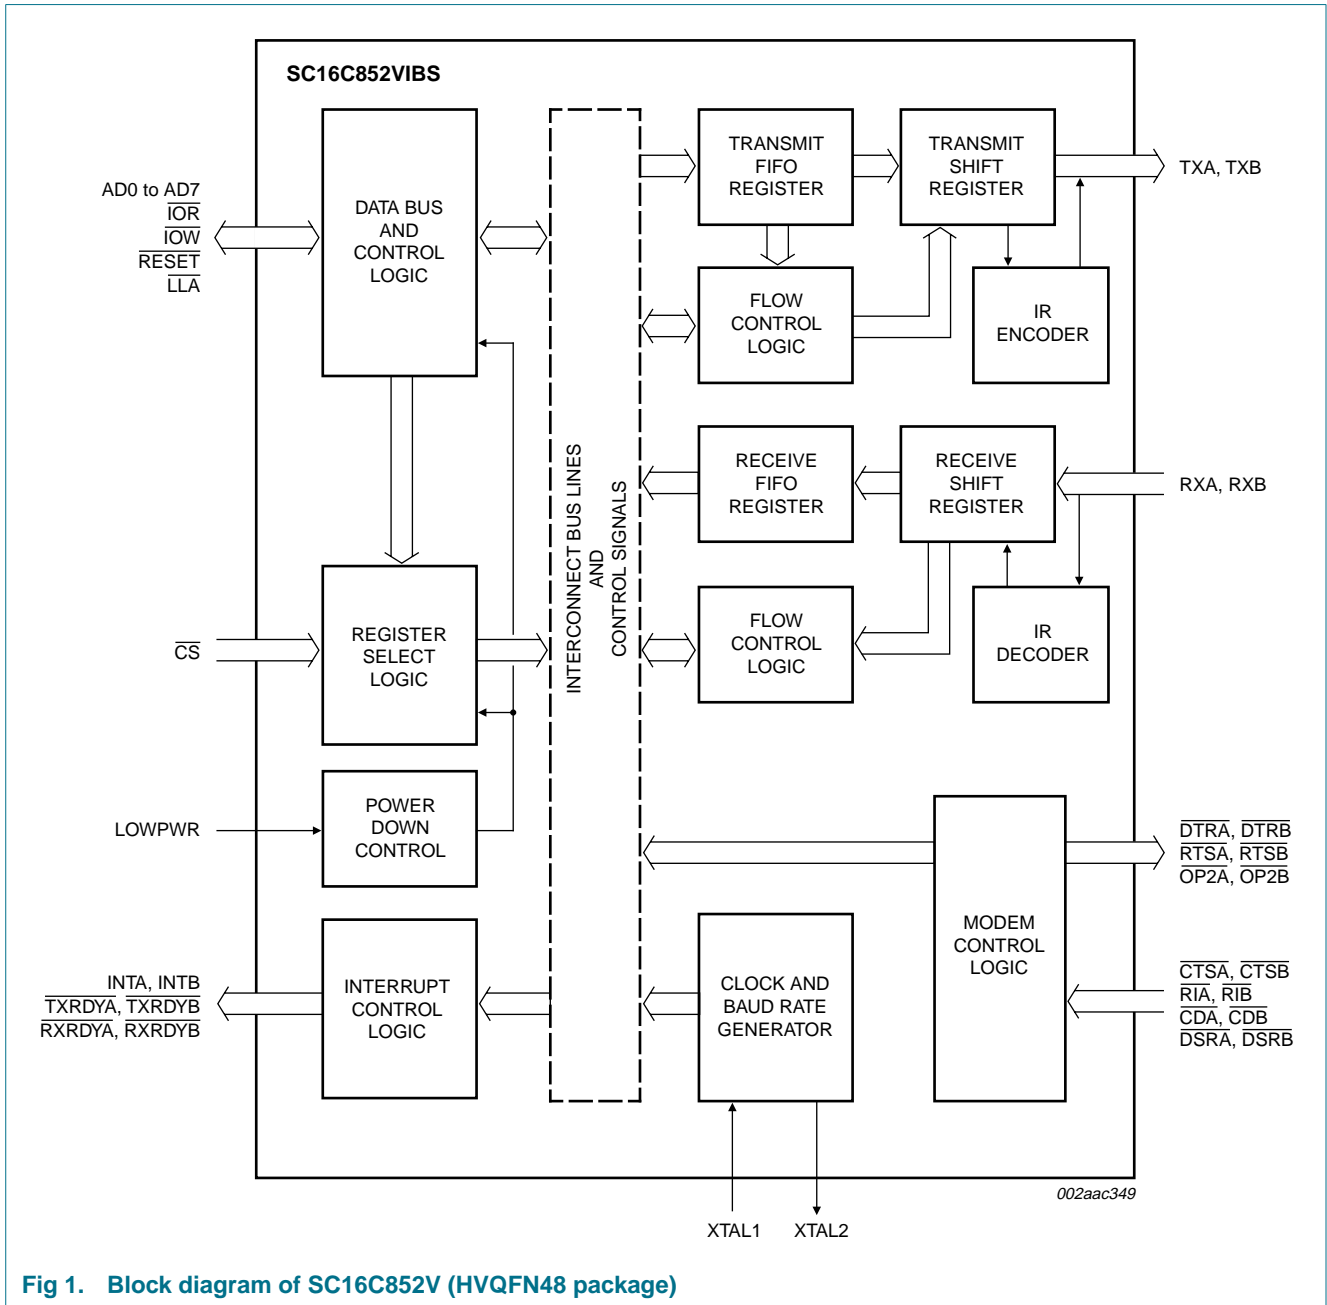 SC16C852VIBS
AD0 to AD7
IOR
IOW
RESET
LLA
DATA BUS
AND
CONTROL
LOGIC
TRANSMIT
FIFO
REGISTER
TRANSMIT
SHIFT
REGISTER
TXA, TXB
FLOW
CONTROL
LOGIC
IR
ENCODER
INTERCONNECT BUS LINES
AND
CONTROL SIGNALS
RECEIVE
FIFO
REGISTER
RECEIVE
SHIFT
REGISTER
RXA, RXB
CS
REGISTER
SELECT
LOGIC
FLOW
CONTROL
LOGIC
IR
DECODER
LOWPWR
POWER
DOWN
CONTROL
DTRA, DTRB
RTSA, RTSB
OP2A, OP2B
MODEM
CONTROL
LOGIC
INTA, INTB
TXRDYA, TXRDYB
RXRDYA, RXRDYB
INTERRUPT
CONTROL
LOGIC
CLOCK AND
BAUD RATE
GENERATOR
CTSA, CTSB
RIA, RIB
CDA, CDB
DSRA, DSRB
002aac349
XTAL1
XTAL2
Fig 1. Block diagram of SC16C852V (HVQFN48 package)